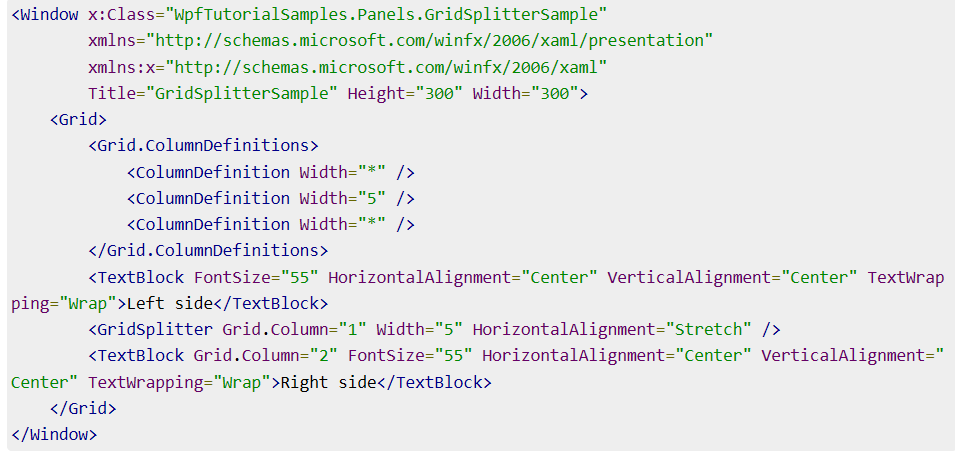 <Window x:Class="WpfTutorialSamples.Panels.GridSplitterSample"
        xmlns="http://schemas.microsoft.com/winfx/2006/xaml/presentation"
        xmlns:x="http://schemas.microsoft.com/winfx/2006/xaml"
        Title="GridSplitterSample" Height="300" Width="300">
    <Grid>
        <Grid.ColumnDefinitions>
            <ColumnDefinition Width="*" />
            <ColumnDefinition Width="5" />
            <ColumnDefinition Width="*" />
        </Grid.ColumnDefinitions>
        <TextBlock FontSize="55" HorizontalAlignment="Center" VerticalAlignment="Center" TextWrap
ping="Wrap">Left side</TextBlock>
        <GridSplitter Grid.Column="1" Width="5" HorizontalAlignment="Stretch" />
        <TextBlock Grid.Column="2" FontSize="55" HorizontalAlignment="Center" VerticalAlignment="
Center" TextWrapping="Wrap">Right side</TextBlock>
    </Grid>
</Window>